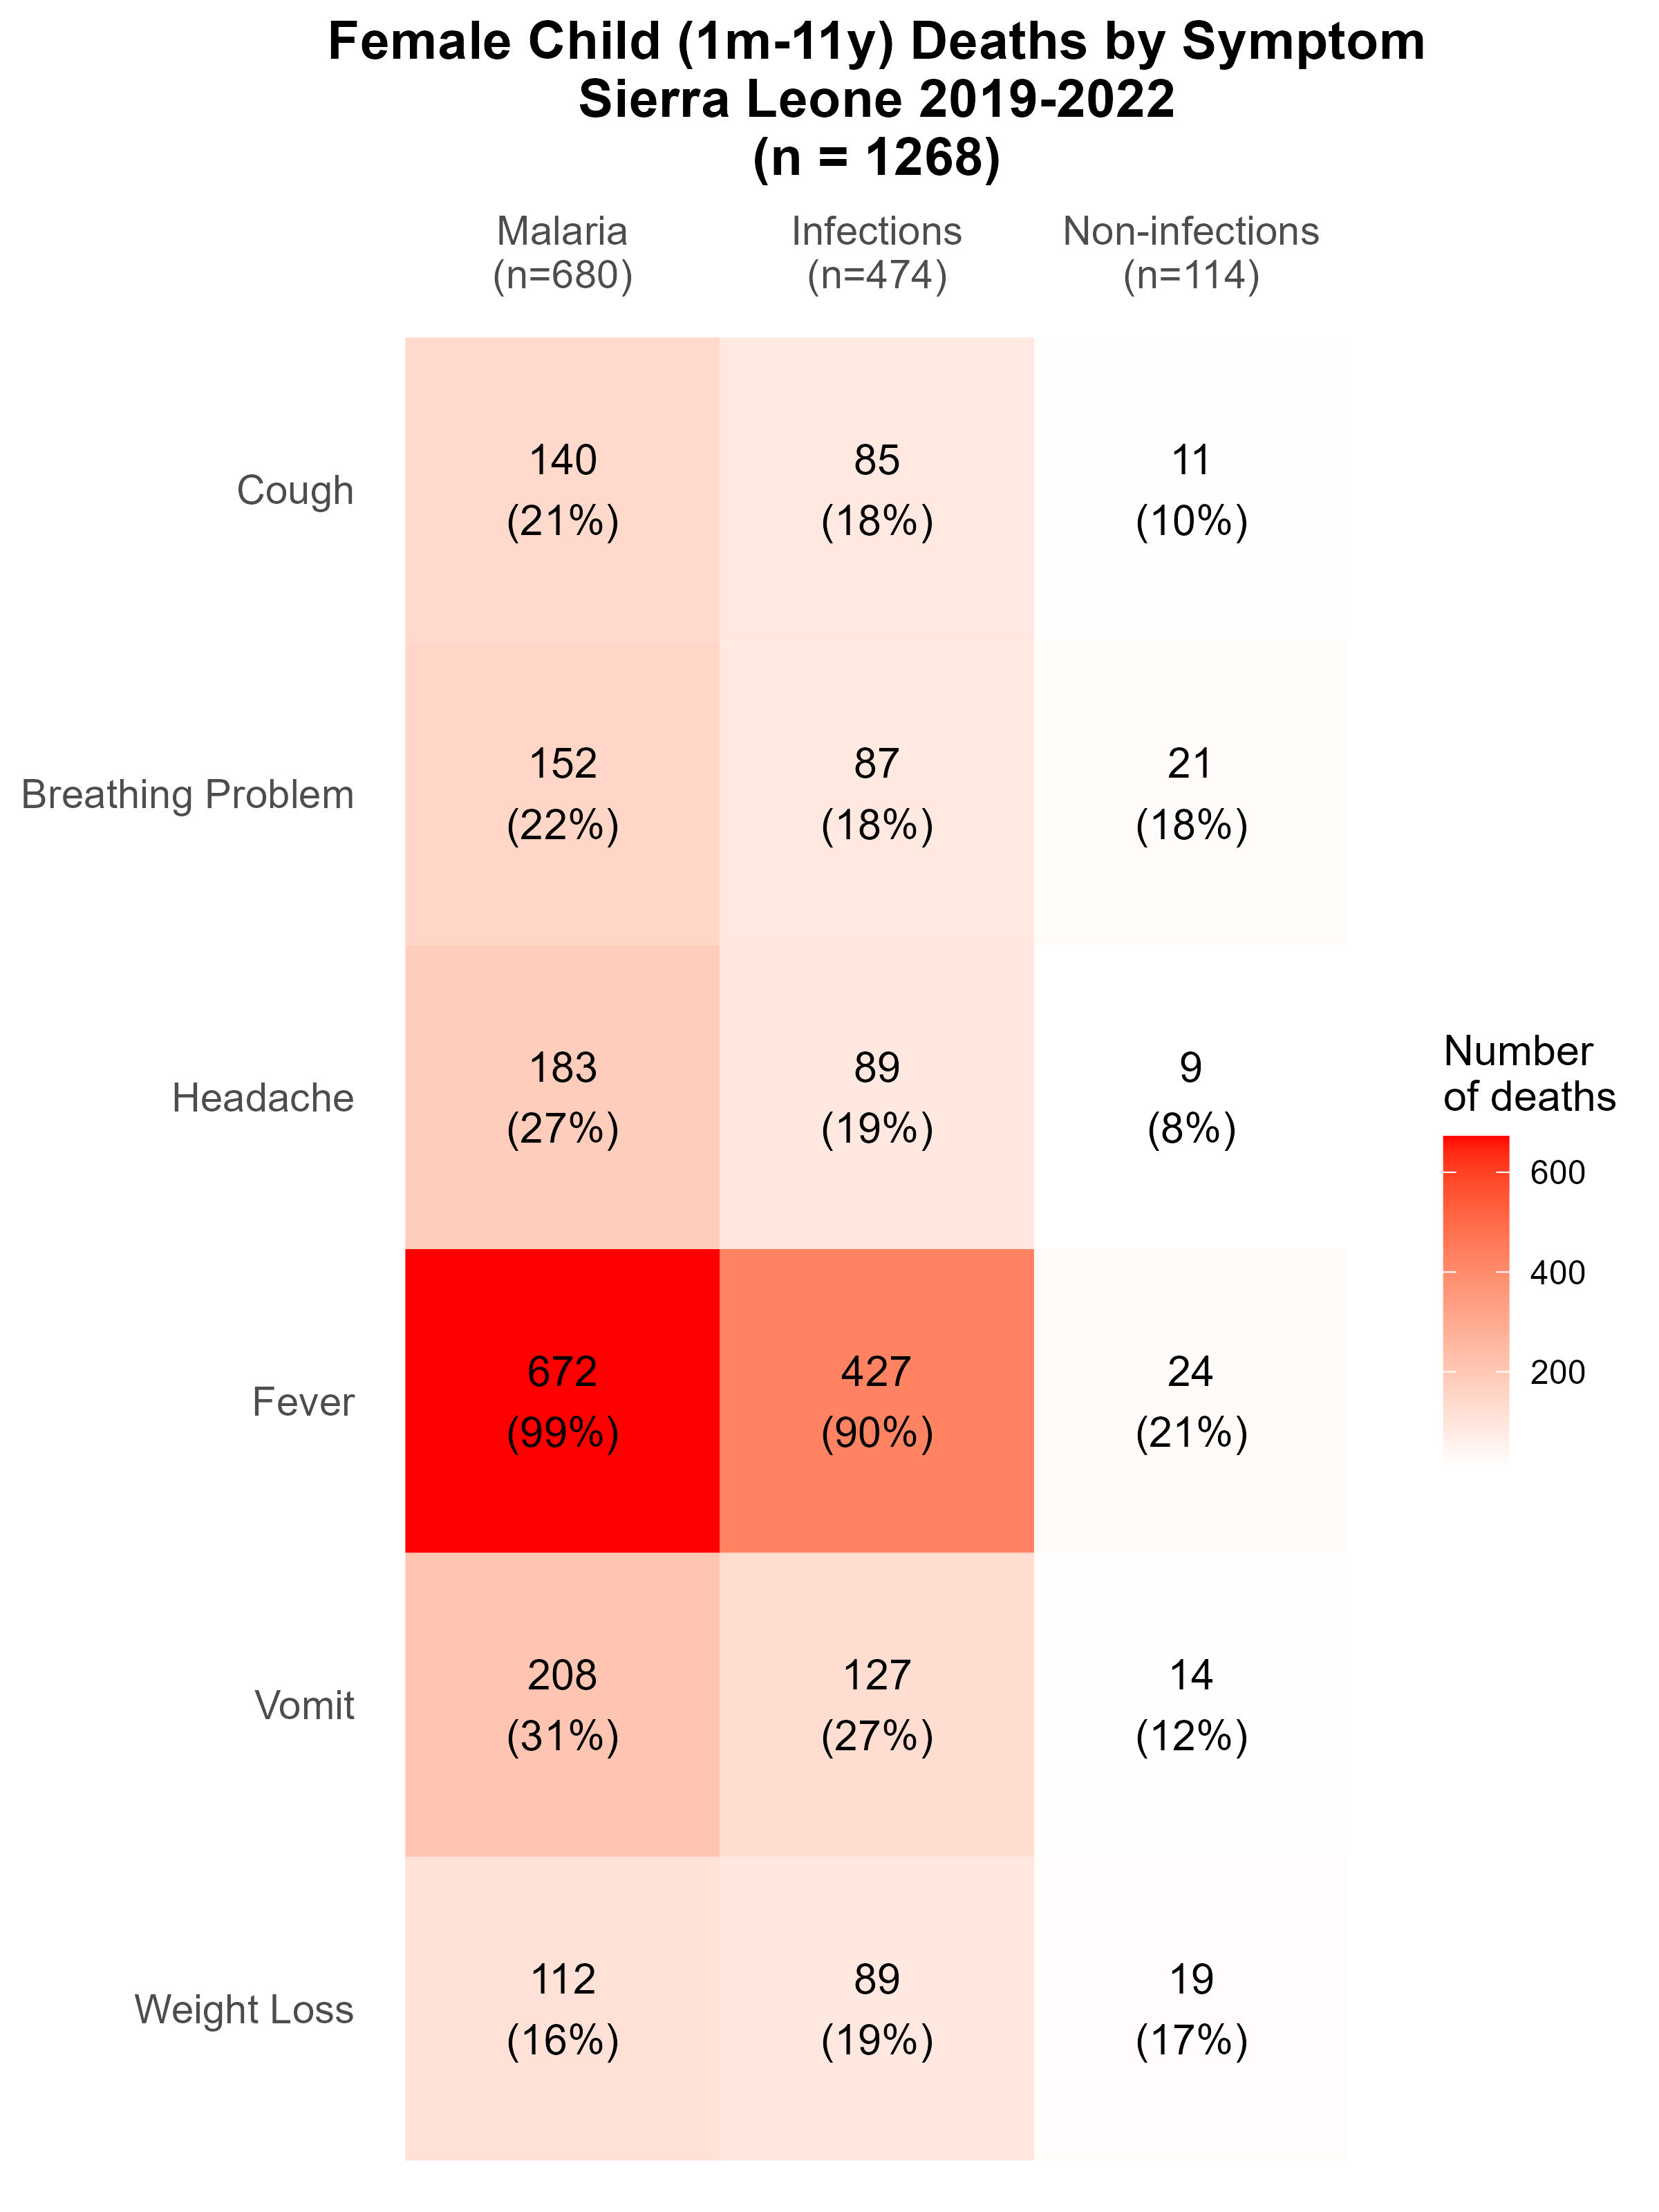 Female Child (1m-11y) Deaths by Symptom
Sierra Leone 2019-2022
(n = 1268)
Malaria
(n=680)
Infections
(n=474)
Non-infections
(n=114)
Cough
140
(21%)
85
(18%)
11
(10%)
Breathing Problem
152
(22%)
87
(18%)
21
(18%)
Headache
183
(27%)
89
(19%)
9
(8%)
Fever
672
(99%)
427
(90%)
24
(21%)
Vomit
208
(31%)
127
(27%)
14
(12%)
Weight Loss
112
(16%)
89
(19%)
19
(17%)
Number
of deaths
600
400
200